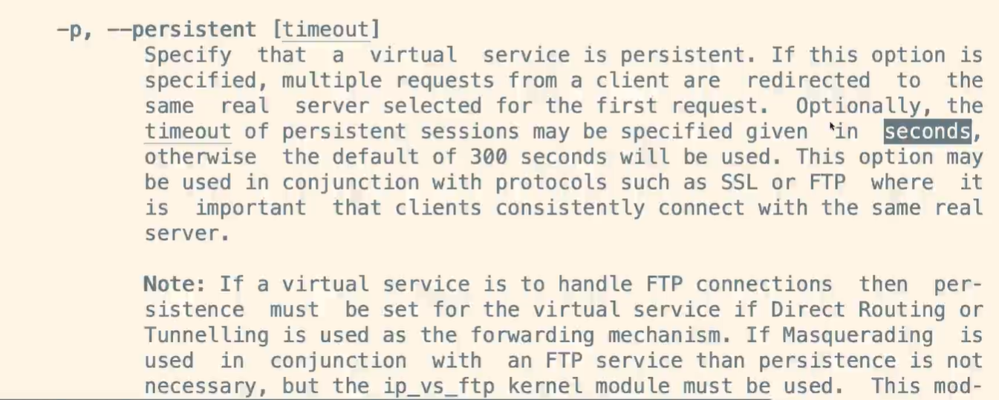 -p, --persistent [timeout]
Specify that a virtual service is persistent. If this option is
specified, multiple requests from a client are redirected to the
same real server selected for the first request. Optionally, the
timeout of persistent sessions may be specified given in seconds,
otherwise the default of 300 seconds will be used. This option may
be used in conjunction with protocols such as SSL or FTP where it
is important that clients consistently connect with the same real
server.
Note: If a virtual service is to handle FTP connections then per-
sistence must be set for the virtual service if Direct Routing or
Tunnelling is used as the forwarding mechanism. If Masquerading is
used in conjunction with an FTP service than persistence is not
necessary, but the ip_vs_ftp kernel module must be used. This mod-